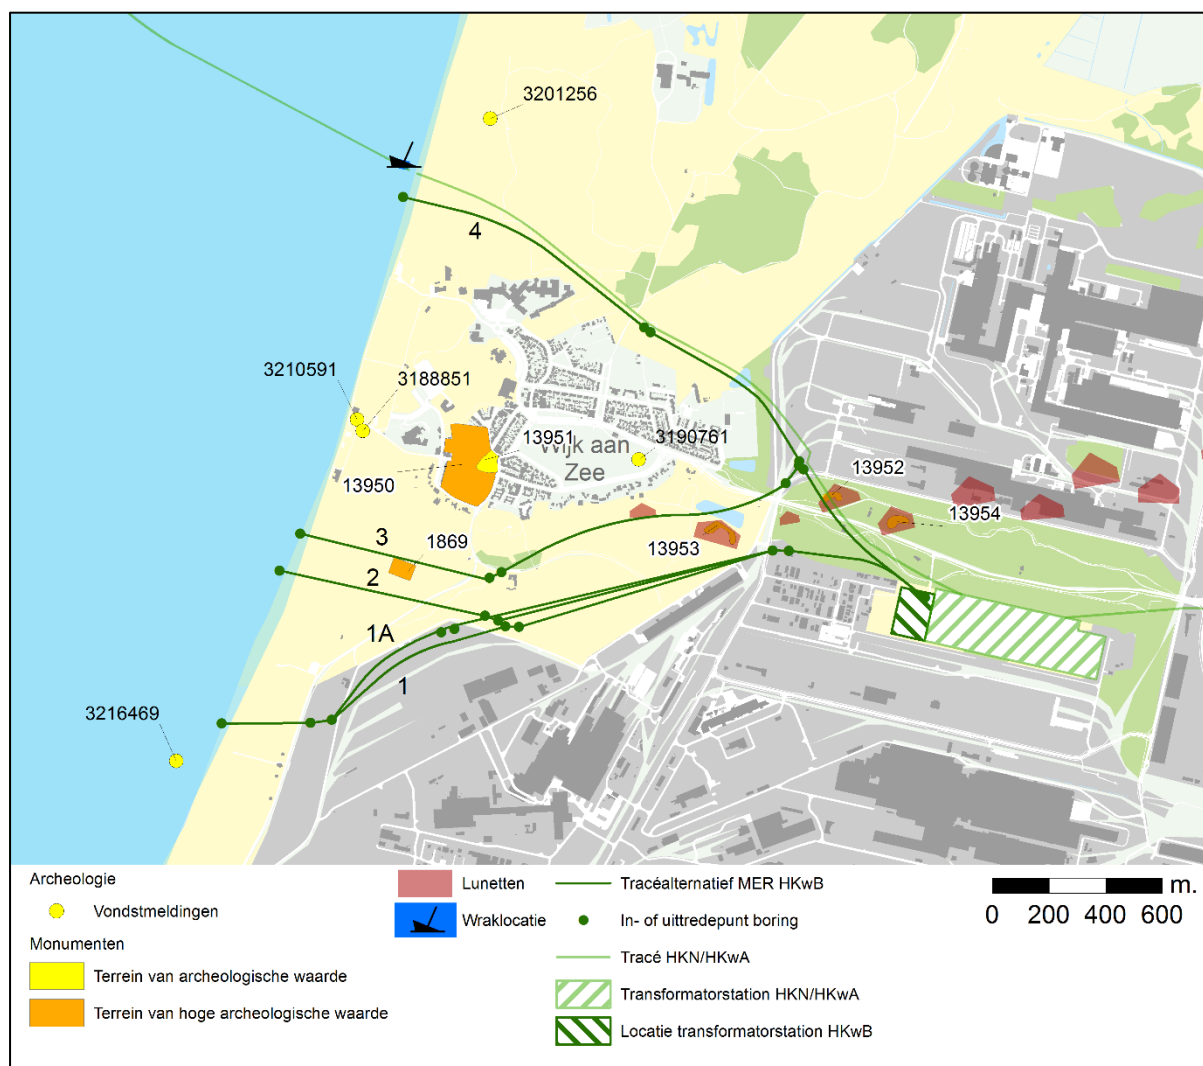 3201256
4
3210591
3188851
13951
3190761
Wijk aan
Zee
13950
13952
13954
13953
3
1869
2
1A
1
3216469
Archeologie
Vondstmeldingen
Monumenten
Terrein van archeologische waarde
Terrein van hoge archeologische waarde
Lunetten
Wraklocatie
Tracéalternatief MER HKwB
In- of uittredepunt boring
Tracé HKN/HKwA
Transformatorstation HKN/HKwA
Locatie transformatorstation HKwB
m.
0 200 400 600